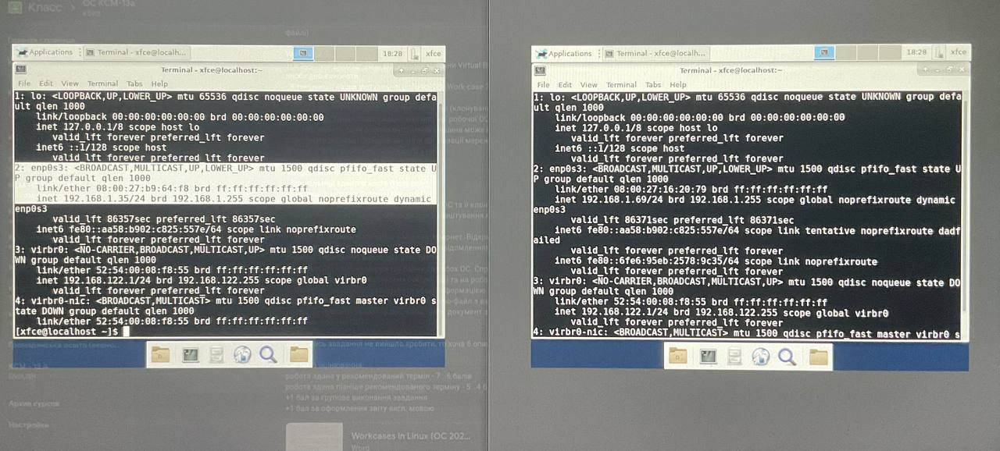 Класс > ОС КСМ-13а
файлі)
Applications Terminal - xfce@localh... 18:28 xfce
Terminal - xfce@localhost:~
File Edit View Terminal Tabs Help
1: lo: <LOOPBACK,UP,LOWER_UP> mtu 65536 qdisc noqueue state UNKNOWN group defa
ult qlen 1000
link/loopback 00:00:00:00:00:00 brd 00:00:00:00:00:00
inet 127.0.0.1/8 scope host lo
valid_lft forever preferred_lft forever
inet6 ::1/128 scope host
valid_lft forever preferred_lft forever
2: enp0s3: <BROADCAST,MULTICAST,UP,LOWER_UP> mtu 1500 qdisc pfifo_fast state U
P group default qlen 1000
link/ether 08:00:27:b9:64:f8 brd ff:ff:ff:ff:ff:ff
inet 192.168.1.35/24 brd 192.168.1.255 scope global noprefixroute dynamic
enp0s3
valid_lft 86357sec preferred_lft 86357sec
inet6 fe80::aa58:b902:c825:557e/64 scope link noprefixroute
valid_lft forever preferred_lft forever
3: virbr0: <NO-CARRIER,BROADCAST,MULTICAST,UP> mtu 1500 qdisc noqueue state DO
WN group default qlen 1000
link/ether 52:54:00:08:f8:55 brd ff:ff:ff:ff:ff:ff
inet 192.168.122.1/24 brd 192.168.122.255 scope global virbr0
valid_lft forever preferred_lft forever
4: virbr0-nic: <BROADCAST,MULTICAST> mtu 1500 qdisc pfifo_fast master virbr0 s
tate DOWN group default qlen 1000
link/ether 52:54:00:08:f8:55 brd ff:ff:ff:ff:ff:ff
[xfce@localhost ~]$
робота здана у рекомендований термін - 7...6 балів
робота здана пізніше рекомендованого терміну - 5...4 б
+1 бал за групове виконання завдання
+1 бал за оформлення звіту англ. мовою
ENGLISH
Архив курсов
Настройки
Workcases in Linux [ОС 202...
Word
Applications Terminal - xfce@localh... 18:28 xfce
Terminal - xfce@localhost:~
File Edit View Terminal Tabs Help
1: lo: <LOOPBACK,UP,LOWER_UP> mtu 65536 qdisc noqueue state UNKNOWN group defa
ult qlen 1000
link/loopback 00:00:00:00:00:00 brd 00:00:00:00:00:00
inet 127.0.0.1/8 scope host lo
valid_lft forever preferred_lft forever
inet6 ::1/128 scope host
valid_lft forever preferred_lft forever
2: enp0s3: <BROADCAST,MULTICAST,UP,LOWER_UP> mtu 1500 qdisc pfifo_fast state U
P group default qlen 1000
link/ether 08:00:27:16:20:79 brd ff:ff:ff:ff:ff:ff
inet 192.168.1.69/24 brd 192.168.1.255 scope global noprefixroute dynamic
enp0s3
valid_lft 86371sec preferred_lft 86371sec
inet6 fe80::aa58:b902:c825:557e/64 scope link tentative noprefixroute dadf
ailed
valid_lft forever preferred_lft forever
inet6 fe80::6fe6:95eb:2578:9c35/64 scope link noprefixroute
valid_lft forever preferred_lft forever
3: virbr0: <NO-CARRIER,BROADCAST,MULTICAST,UP> mtu 1500 qdisc noqueue state DO
WN group default qlen 1000
link/ether 52:54:00:08:f8:55 brd ff:ff:ff:ff:ff:ff
inet 192.168.122.1/24 brd 192.168.122.255 scope global virbr0
valid_lft forever preferred_lft forever
4: virbr0-nic: <BROADCAST,MULTICAST> mtu 1500 qdisc pfifo_fast master virbr0 s